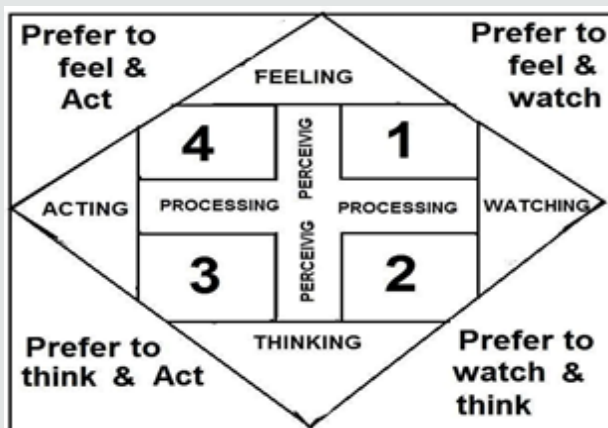 Prefer to
feel &
Act
Prefer to
feel &
watch
FEELING
4
1
PERCEIVIG
ACTING
PROCESSING
PROCESSING
WATCHING
PERCEIVIG
3
2
THINKING
Prefer to
think & Act
Prefer to
watch &
think